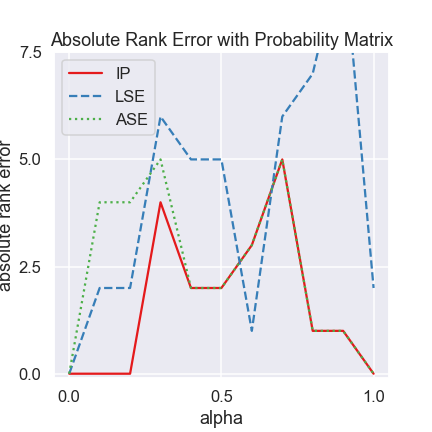 Absolute Rank Error with Probability Matrix
7.5
IP
LSE
ASE
5.0
absolute rank error
2.5
0.0
0.0
0.5
1.0
alpha